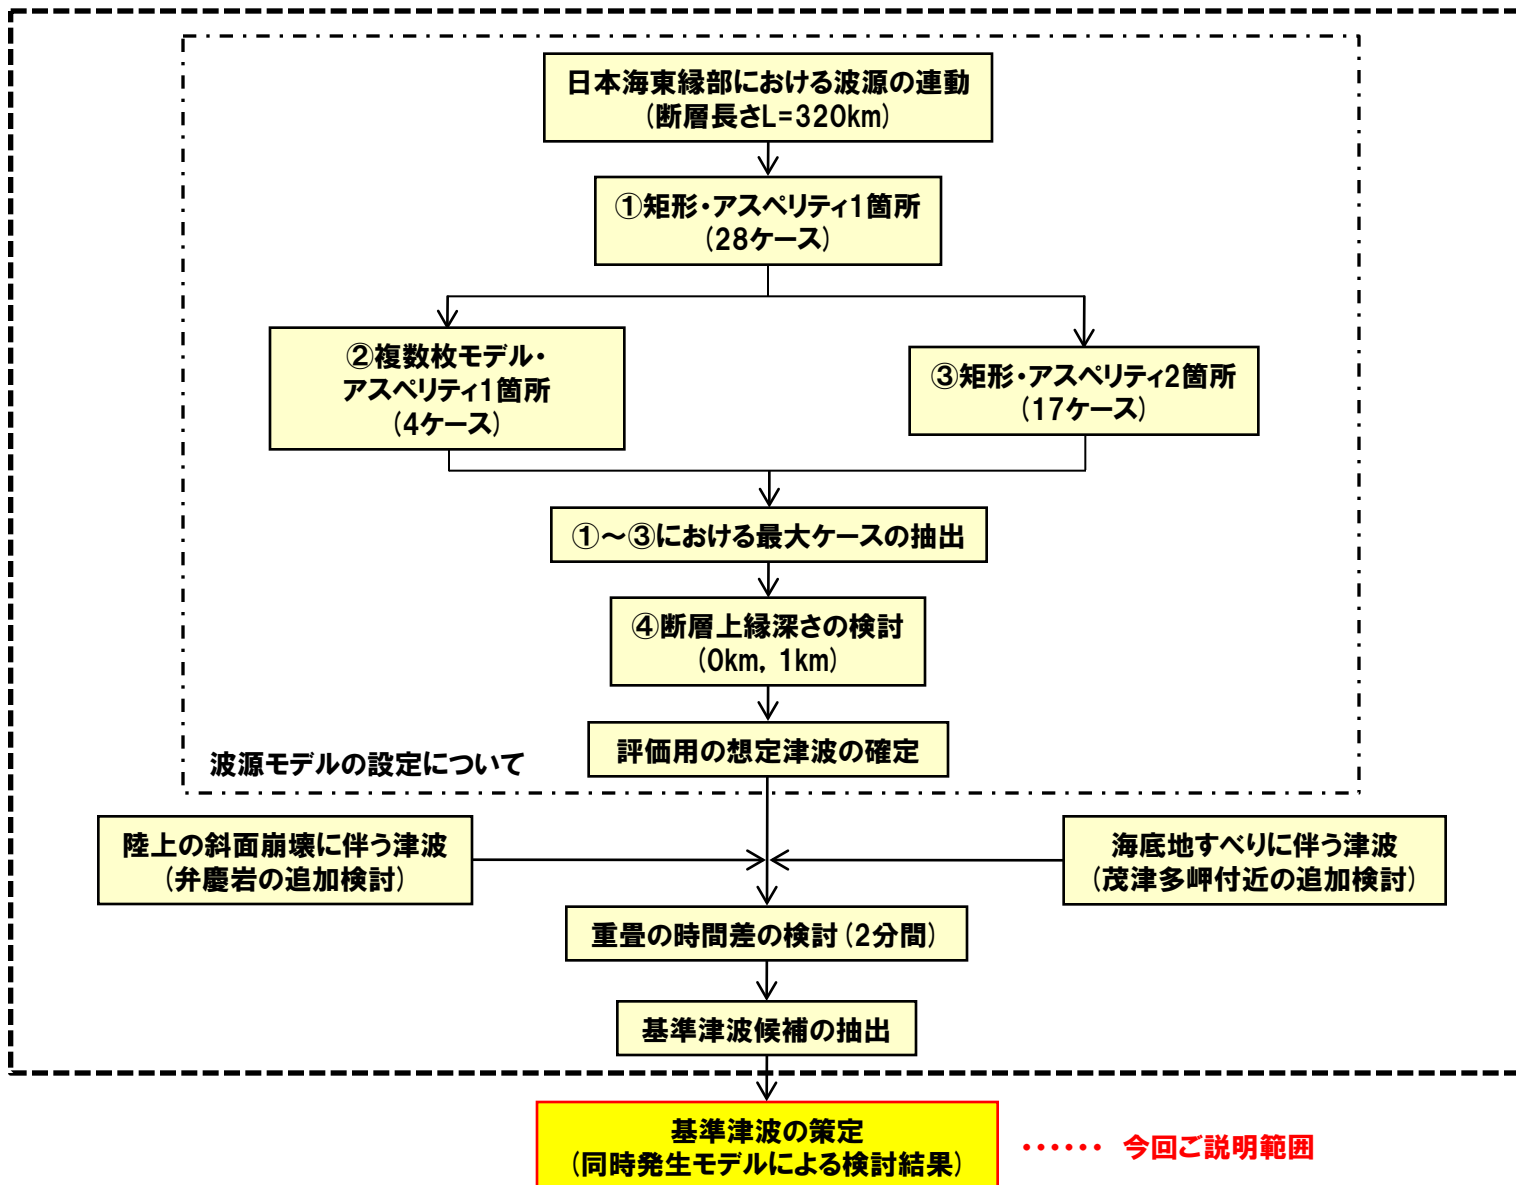 日本海東縁部における波源の連動
(断層長さL=320km)
①矩形・アスペリティ1箇所
(28ケース)
②複数枚モデル・
アスペリティ1箇所
(4ケース)
③矩形・アスペリティ2箇所
(17ケース)
①～③における最大ケースの抽出
④断層上縁深さの検討
(0km, 1km)
評価用の想定津波の確定
波源モデルの設定について
陸上の斜面崩壊に伴う津波
(弁慶岩の追加検討)
海底地すべりに伴う津波
(茂津多岬付近の追加検討)
重畳の時間差の検討(2分間)
基準津波候補の抽出
基準津波の策定
(同時発生モデルによる検討結果)
・・・・・・ 今回ご説明範囲